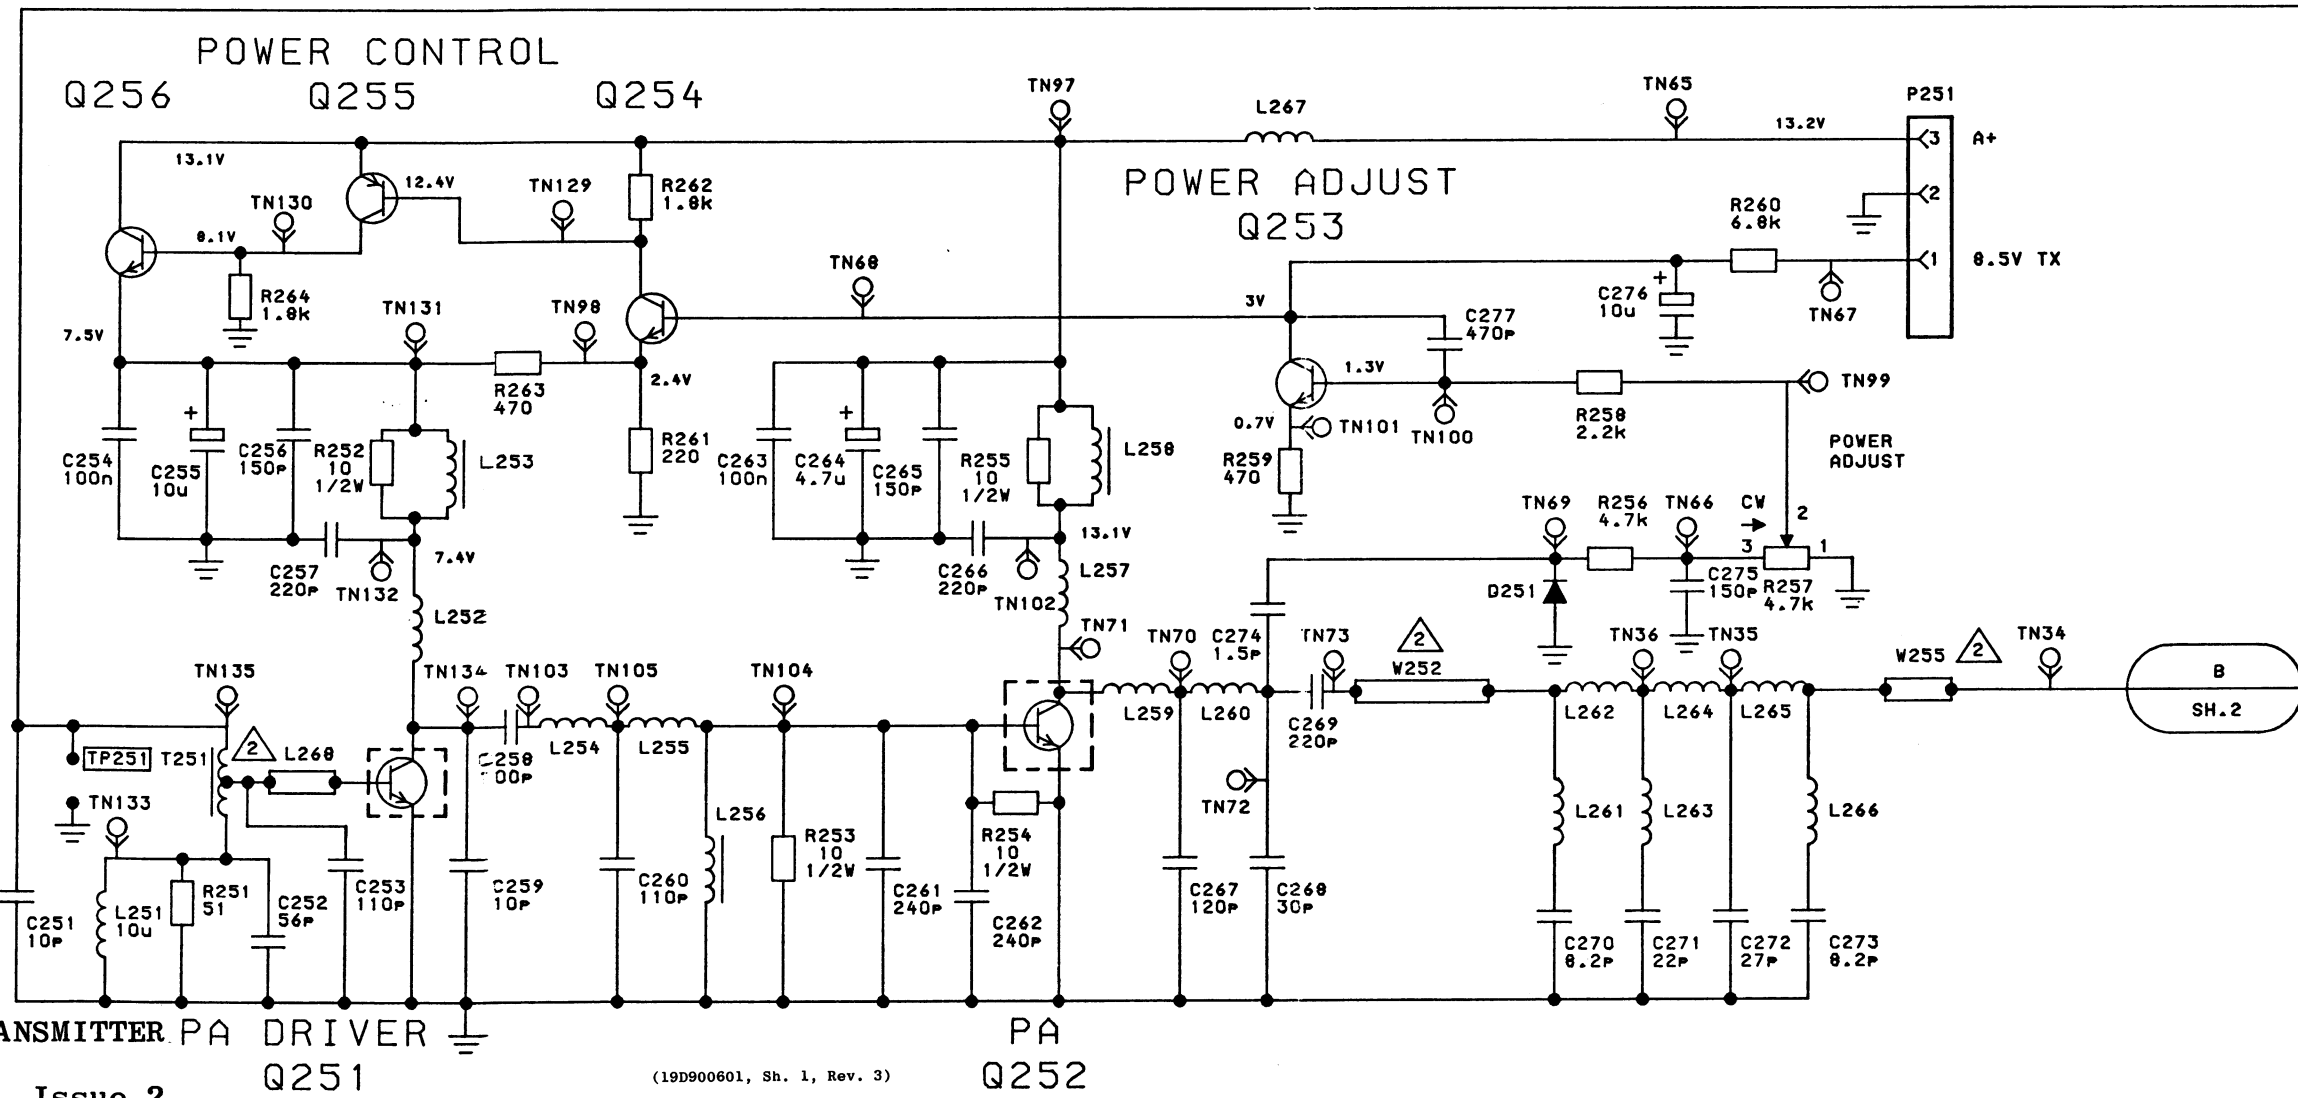 POWER CONTROL
Q256
Q255
Q254
TN97
L267
TN65
P251
13.2V
3
A+
13.1V
12.4V
TN129
R262
1.8k
POWER ADJUST
Q253
2
TN130
8.1V
R260
6.8k
R264
1.8k
TN131
TN98
TN68
3V
C276
10u
+
TN67
1
8.5V TX
7.5V
C277
470p
R263
470
2.4V
1.3V
TN99
R258
2.2k
0.7V
TN101
TN100
POWER
ADJUST
+
C254
100n
C255
10u
C256
150p
R252
10
1/2W
L253
R261
220
+
C263
100n
C264
4.7u
C265
150p
R255
10
1/2W
L258
R259
470
TN69
R256
4.7k
TN66
CW
2
3
1
C257
220p
TN132
7.4V
C266
220p
TN102
13.1V
L257
D251
C275
150p
R257
4.7k
L252
TN71
TN70
C274
1.5p
TN73
2
W252
TN36
TN35
W255
2
TN34
TN135
TN134
TN103
TN105
TN104
B
SH.2
L259
L260
C269
220p
L262
L264
L265
TP251
T251
2
L268
C258
L254
L255
TN133
TN72
L256
R253
10
1/2W
R254
10
1/2W
L261
L263
L266
C251
10p
L251
10u
R251
51
C252
56p
C253
110p
C259
10p
C260
110p
C261
240p
C262
240p
C267
120p
C268
30p
C270
8.2p
C271
22p
C272
27p
C273
8.2p
ANSMITTER
PA DRIVER
Q251
(19D900601, Sh. 1, Rev. 3)
PA
Q252
Issue 2